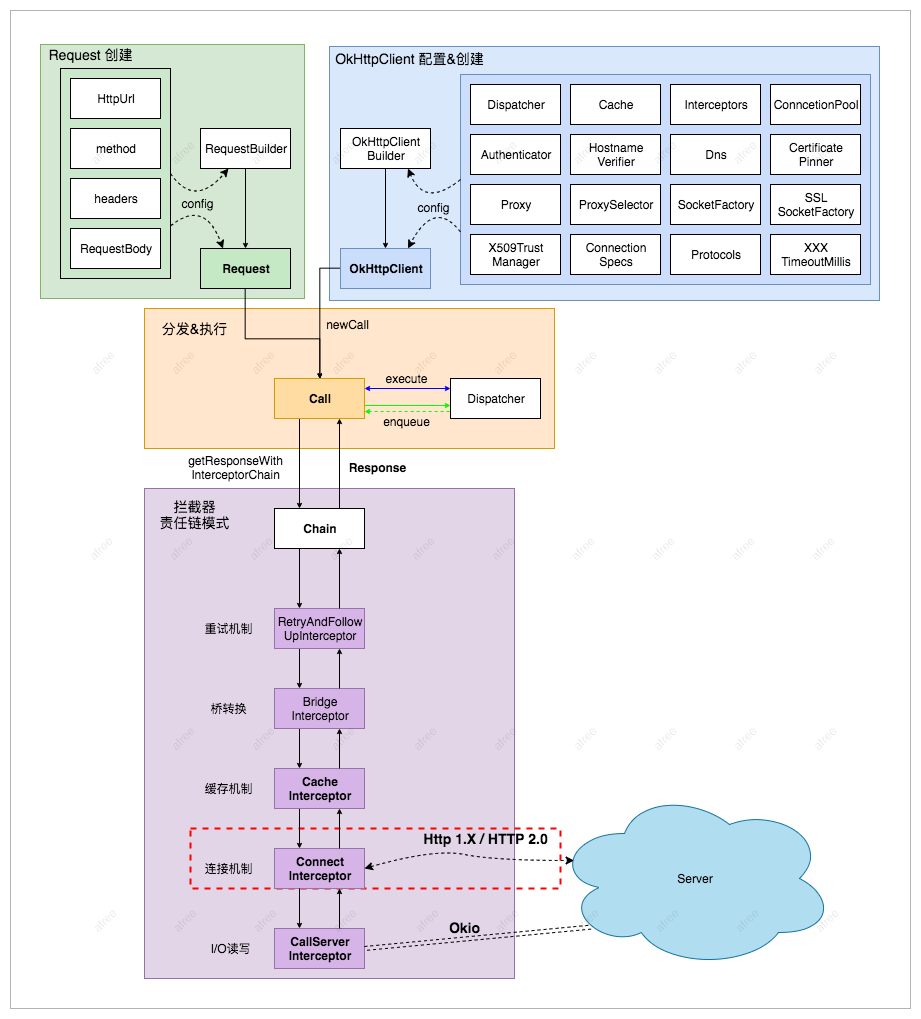 Request 创建
HttpUrl
method
headers
RequestBody
RequestBuilder
config
Request
OkHttpClient 配置&创建
OkHttpClient
Builder
config
OkHttpClient
Dispatcher
Cache
Interceptors
ConncetionPool
Authenticator
Hostname
Verifier
Dns
Certificate
Pinner
Proxy
ProxySelector
SocketFactory
SSL
SocketFactory
X509Trust
Manager
Connection
Specs
Protocols
XXX
TimeoutMillis
分发&执行
newCall
Call
execute
enqueue
Dispatcher
getResponseWith
InterceptorChain
Response
拦截器
责任链模式
Chain
重试机制
RetryAndFollow
UpInterceptor
桥转换
Bridge
Interceptor
缓存机制
Cache
Interceptor
Http 1.X / HTTP 2.0
连接机制
Connect
Interceptor
Server
I/O读写
CallServer
Interceptor
Okio
afree